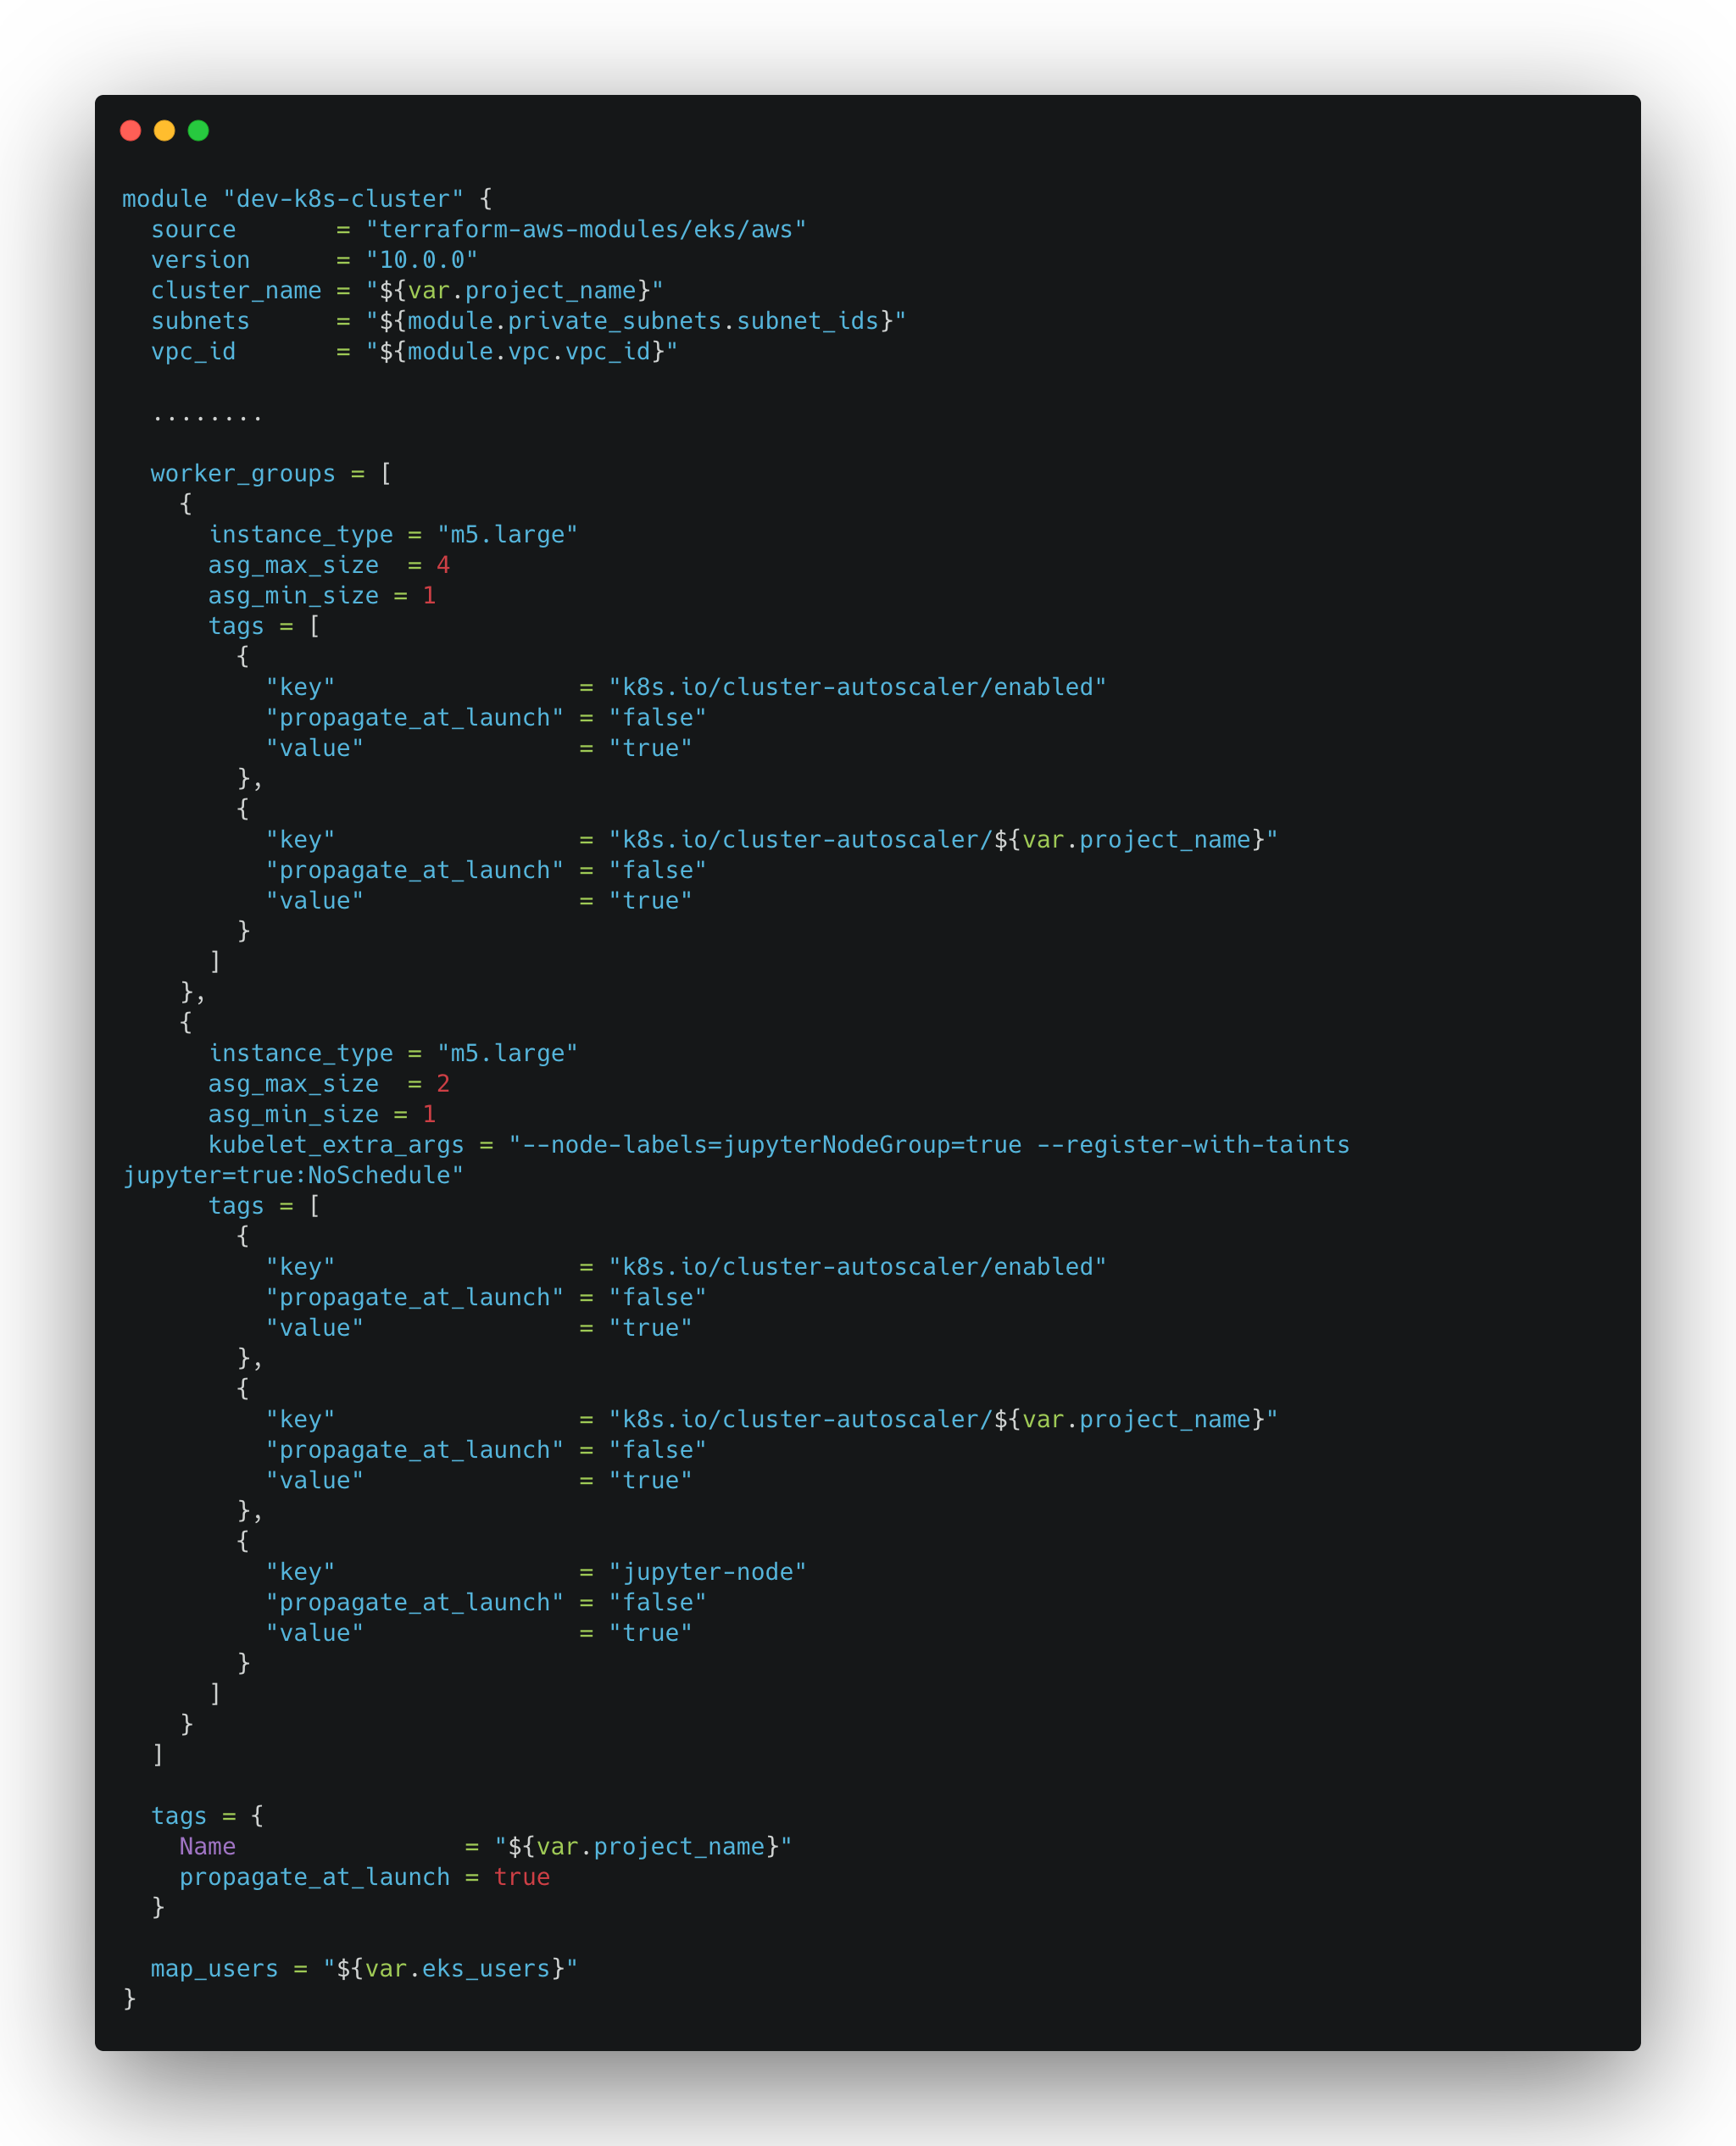 module "dev-k8s-cluster" {
  source       = "terraform-aws-modules/eks/aws"
  version      = "10.0.0"
  cluster_name = "${var.project_name}"
  subnets      = "${module.private_subnets.subnet_ids}"
  vpc_id       = "${module.vpc.vpc_id}"

  ........

  worker_groups = [
    {
      instance_type = "m5.large"
      asg_max_size  = 4
      asg_min_size = 1
      tags = [
        {
          "key"                 = "k8s.io/cluster-autoscaler/enabled"
          "propagate_at_launch" = "false"
          "value"               = "true"
        },
        {
          "key"                 = "k8s.io/cluster-autoscaler/${var.project_name}"
          "propagate_at_launch" = "false"
          "value"               = "true"
        }
      ]
    },
    {
      instance_type = "m5.large"
      asg_max_size  = 2
      asg_min_size = 1
      kubelet_extra_args = "--node-labels=jupyterNodeGroup=true --register-with-taints
jupyter=true:NoSchedule"
      tags = [
        {
          "key"                 = "k8s.io/cluster-autoscaler/enabled"
          "propagate_at_launch" = "false"
          "value"               = "true"
        },
        {
          "key"                 = "k8s.io/cluster-autoscaler/${var.project_name}"
          "propagate_at_launch" = "false"
          "value"               = "true"
        },
        {
          "key"                 = "jupyter-node"
          "propagate_at_launch" = "false"
          "value"               = "true"
        }
      ]
    }
  ]

  tags = {
    Name                = "${var.project_name}"
    propagate_at_launch = true
  }

  map_users = "${var.eks_users}"
}